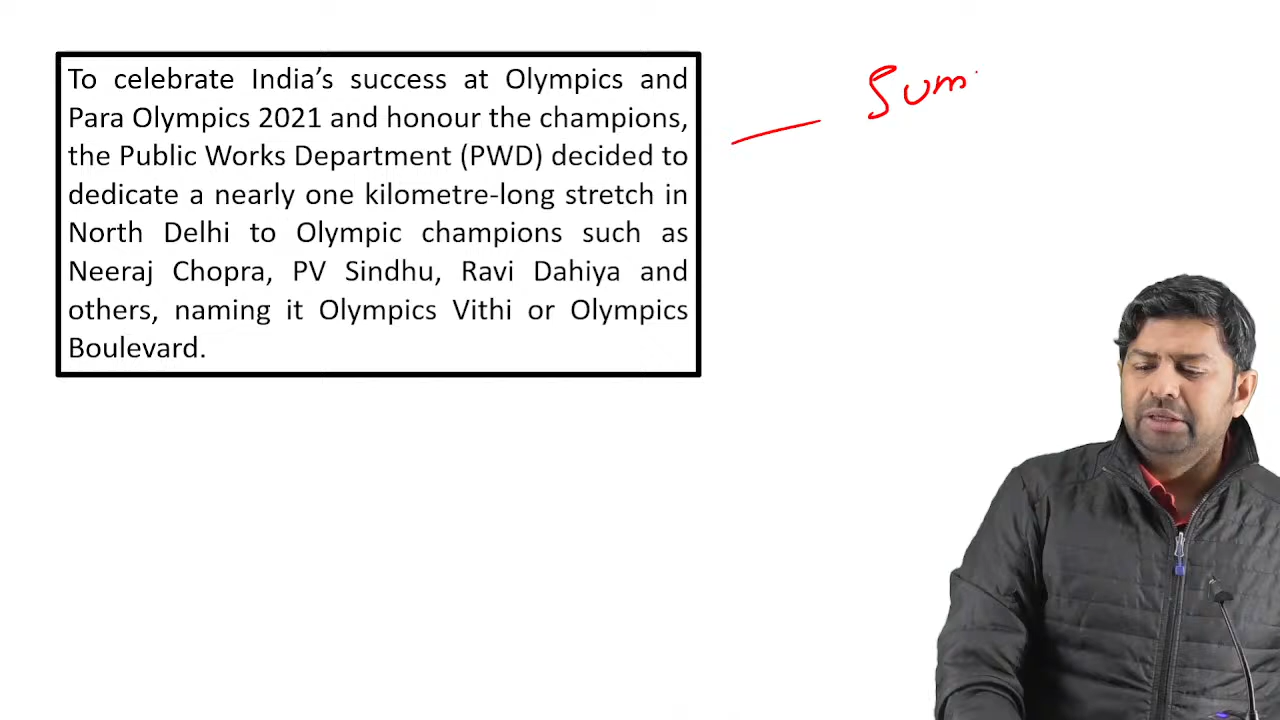 To celebrate India's success at Olympics and
Para Olympics 2021 and honour the champions,
the Public Works Department (PWD) decided to
dedicate a nearly one kilometre-long stretch in
North Delhi to Olympic champions such as
Neeraj Chopra, PV Sindhu, Ravi Dahiya and
others, naming it Olympics Vithi or Olympics
Boulevard.
Sum